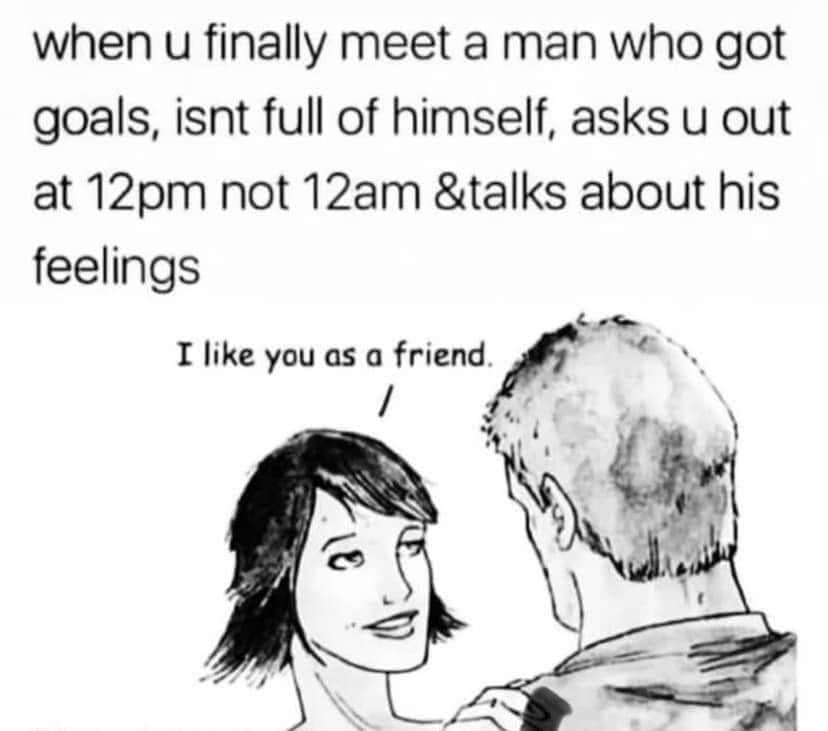 when u finally meet a man who got
goals, isnt full of himself, asks u out
at 12pm not 12am &talks about his
feelings
I like you as a friend.